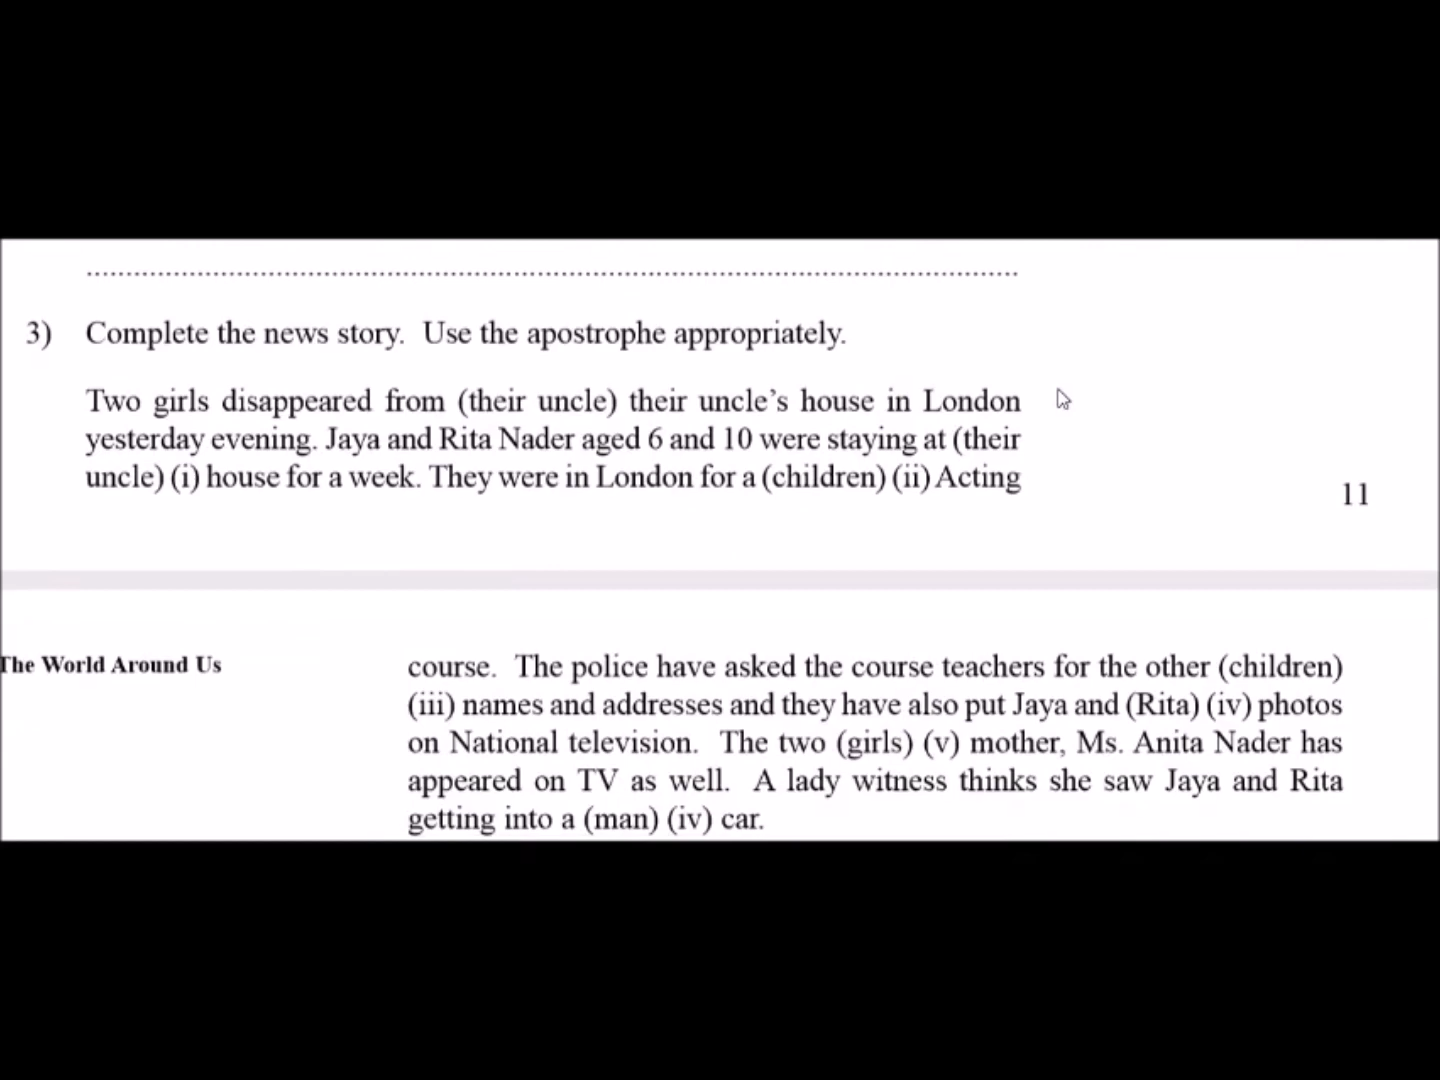 3) Complete the news story. Use the apostrophe appropriately.
Two girls disappeared from (their uncle) their uncle’s house in London
yesterday evening. Jaya and Rita Nader aged 6 and 10 were staying at (their
uncle) (i) house for a week. They were in London for a (children) (ii) Acting
11
The World Around Us
course. The police have asked the course teachers for the other (children)
(iii) names and addresses and they have also put Jaya and (Rita) (iv) photos
on National television. The two (girls) (v) mother, Ms. Anita Nader has
appeared on TV as well. A lady witness thinks she saw Jaya and Rita
getting into a (man) (iv) car.